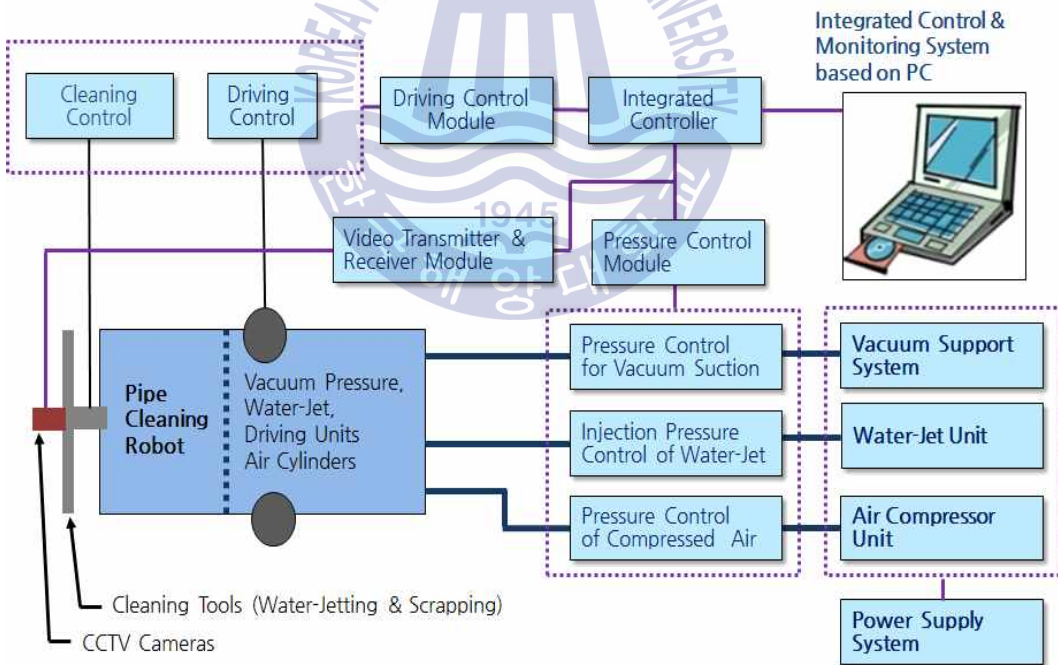 Integrated Control &
Monitoring System
based on PC
Cleaning
Control
Driving
Control
Driving Control
Module
Integrated
Controller
1945
Video Transmitter &
Receiver Module
Pressure Control
Module
Pipe
Cleaning
Robot
Vacuum Pressure,
Water-Jet,
Driving Units
Air Cylinders
Pressure Control
for Vacuum Suction
Vacuum Support
System
Injection Pressure
Control of Water-Jet
Water-Jet Unit
Pressure Control
of Compressed Air
Air Compressor
Unit
Cleaning Tools (Water-Jetting & Scrapping)
CCTV Cameras
Power Supply
System